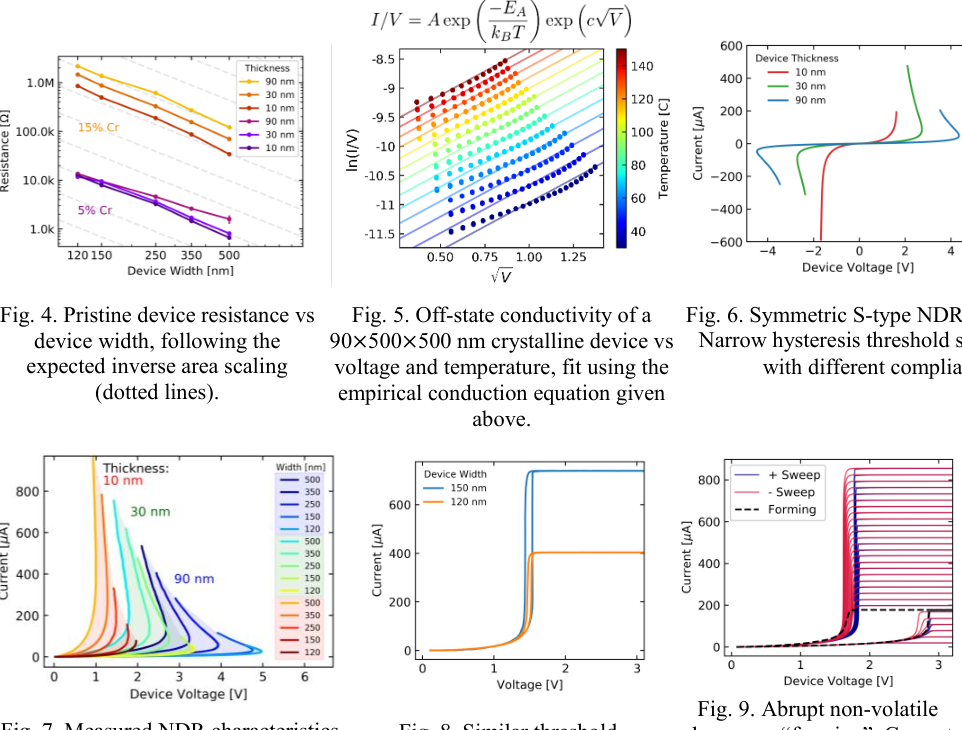 I/V = A exp (−E_A / k_B T) exp (c√V)
Resistance [Ω]
1.0M
100.0k
10.0k
1.0k
Thickness
90 nm
30 nm
10 nm
90 nm
30 nm
10 nm
15% Cr
5% Cr
120 150 250 350 500
Device Width [nm]
ln(I/V)
-8.5
-9.5
-9.5
-10
-10.5
-11
-11.5
0.50 0.75 1.00 1.25
√V
Temperature [C]
140
120
100
80
60
40
Current [μA]
600
400
200
0
−200
−400
−600
Device Thickness
10 nm
30 nm
90 nm
−4 −2 0 2 4
Device Voltage [V]
Fig. 4. Pristine device resistance vs
device width, following the
expected inverse area scaling
(dotted lines).
Fig. 5. Off-state conductivity of a
90×500×500 nm crystalline device vs
voltage and temperature, fit using the
empirical conduction equation given
above.
Fig. 6. Symmetric S-type NDR
Narrow hysteresis threshold s
with different complia
Current [μA]
800
600
400
200
0
Thickness:
10 nm
30 nm
90 nm
Width [nm]
500
350
250
150
120
500
350
250
150
120
500
350
250
150
120
0 1 2 3 4 5 6
Device Voltage [V]
Current [μA]
600
400
200
0
Device Width
150 nm
120 nm
0 1 2 3
Voltage [V]
Current [μA]
800
600
400
200
0
+ Sweep
- Sweep
Forming
0 1 2 3
Device Voltage [V]
Fig. 7. Measured NDR characteristics
Fig. 8. Similar threshold
Fig. 9. Abrupt non-volatile